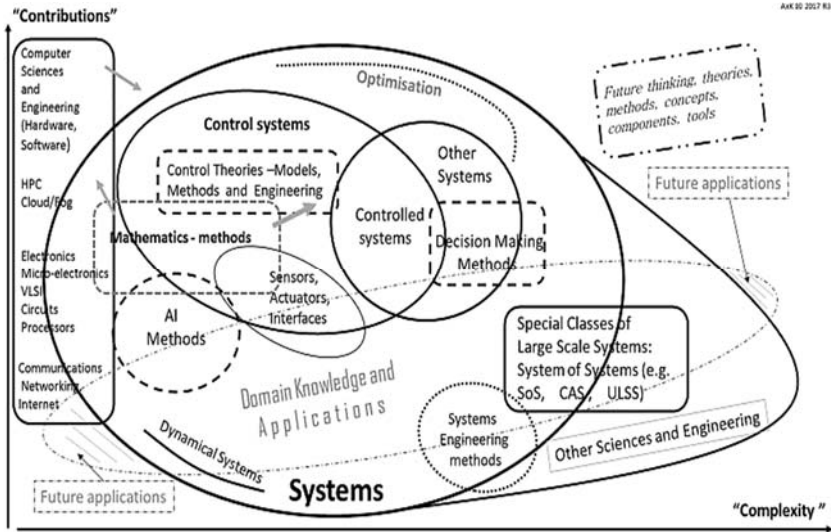 “Contributions”
AxK 10 2017 R3
Computer
Sciences
and
Engineering
(Hardware,
Software)
HPC
Cloud/Fog
Electronics
Micro-electronics
VLSI
Circuits
Processors
Communications
Networking
Internet
Optimisation
Future thinking, theories,
methods, concepts,
components, tools
Control systems
Control Theories –Models,
Methods and Engineering
Other
Systems
Future applications
Mathematics - methods
Controlled
systems
Decision Making
Methods
Sensors,
Actuators,
Interfaces
AI
Methods
Special Classes of
Large Scale Systems:
System of Systems (e.g.
SoS, CAS , ULSS)
Domain Knowledge and
Applications
Systems
Engineering
methods
Other Sciences and Engineering
Dynamical Systems
Future applications
Systems
“Complexity ”